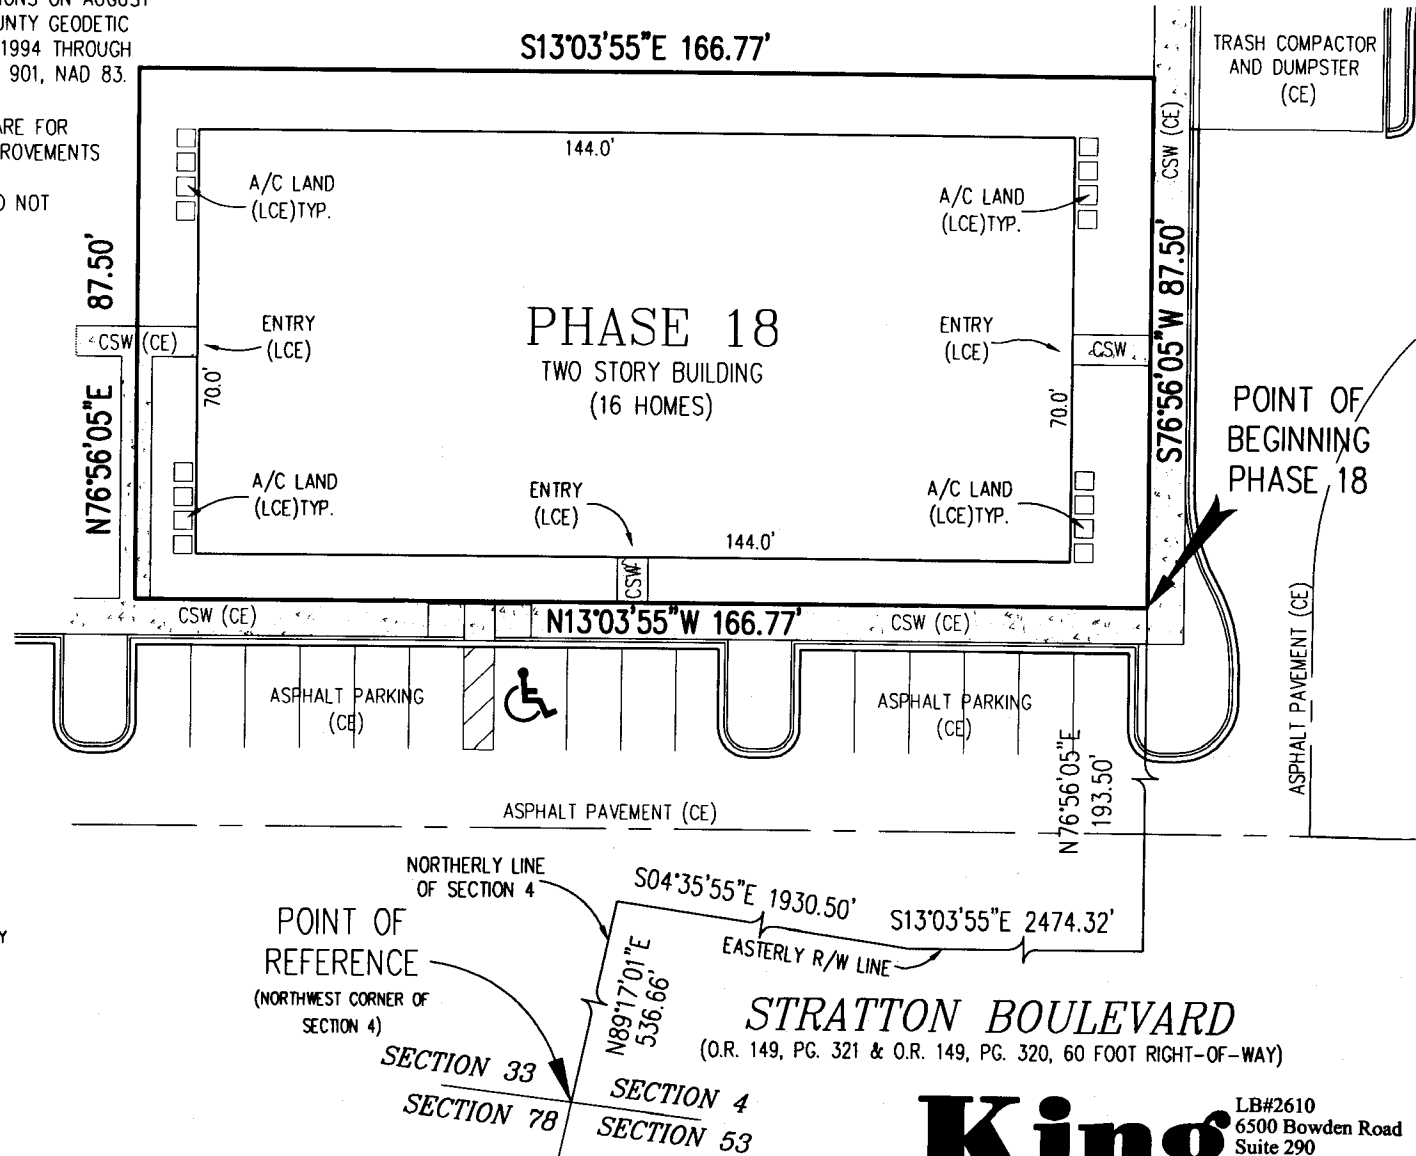 IONS ON AUGUST
UNTY GEODETIC
1994 THROUGH
901, NAD 83.
ARE FOR
ROVEMENTS
NOT
S13°03'55"E 166.77'
TRASH COMPACTOR
AND DUMPSTER
(CE)
CSW (CE)
144.0'
A/C LAND
(LCE)TYP.
A/C LAND
(LCE)TYP.
N76°56'05"E 87.50'
S76°56'05"W 87.50'
CSW (CE)
ENTRY
(LCE)
70.0'
PHASE 18
TWO STORY BUILDING
(16 HOMES)
ENTRY
(LCE)
CSW
70.0'
POINT OF
BEGINNING
PHASE 18
A/C LAND
(LCE)TYP.
ENTRY
(LCE)
144.0'
A/C LAND
(LCE)TYP.
CSW
CSW (CE)
N13°03'55"W 166.77'
CSW (CE)
ASPHALT PARKING
(CE)
ASPHALT PARKING
(CE)
ASPHALT PAVEMENT (CE)
N76°56'05"E
193.50'
ASPHALT PAVEMENT (CE)
NORTHERLY LINE
OF SECTION 4
S04°35'55"E 1930.50'
S13°03'55"E 2474.32'
EASTERLY R/W LINE
Y
POINT OF
REFERENCE
(NORTHWEST CORNER OF
SECTION 4)
N89°17'01"E
536.66'
STRATTON BOULEVARD
(O.R. 149, PG. 321 & O.R. 149, PG. 320, 60 FOOT RIGHT-OF-WAY)
SECTION 33
SECTION 4
SECTION 78
SECTION 53
King
LB#2610
6500 Bowden Road
Suite 290